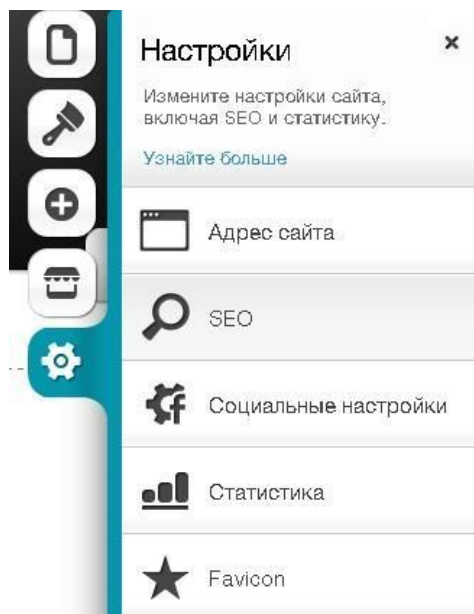 Настройки
Измените настройки сайта,
включая SEO и статистику.
Узнайте больше
Адрес сайта
SEO
Социальные настройки
Статистика
Favicon